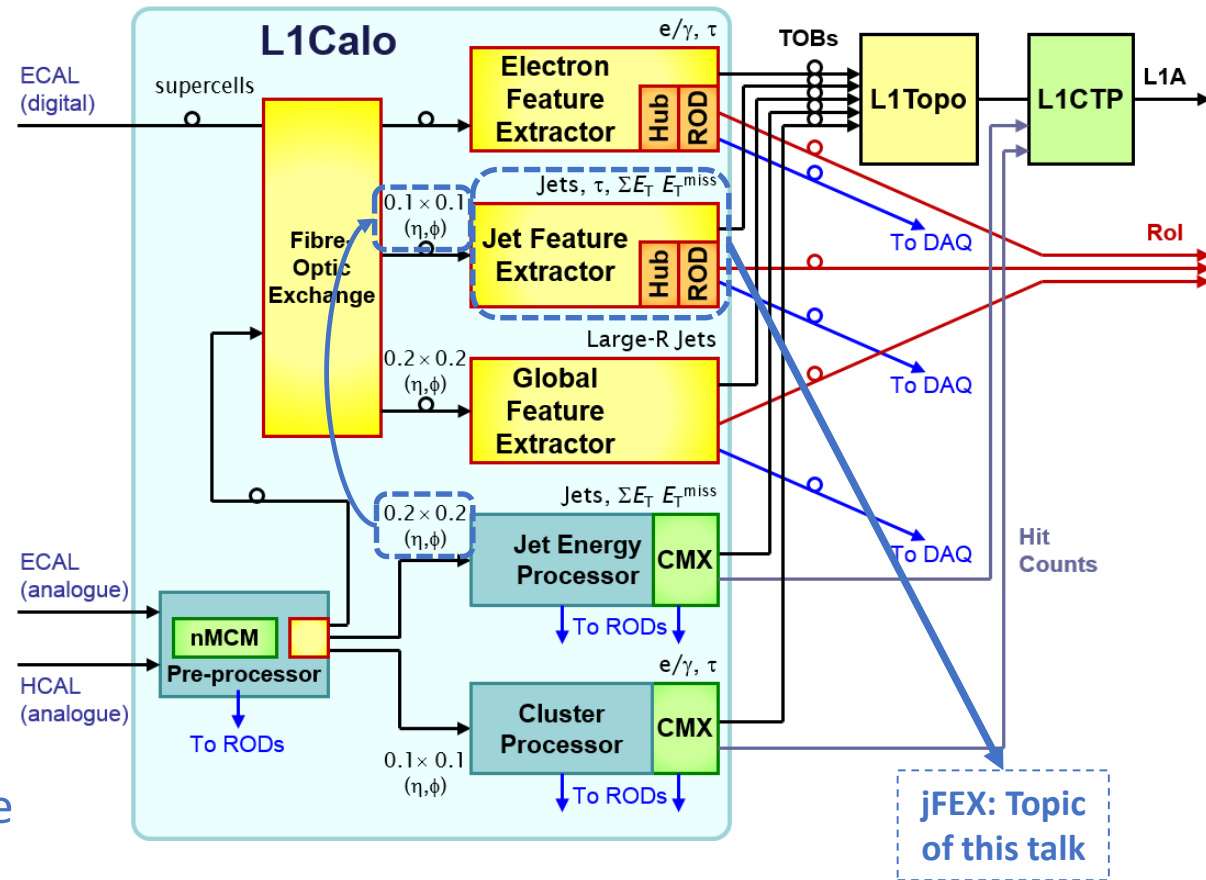 L1Calo
ECAL
(digital)
supercells
Fibre-
Optic
Exchange
e/γ, τ
Electron
Feature
Extractor
Hub
ROD
0.1 × 0.1
(η,ϕ)
Jets, τ, ΣE_T E_T^miss
Jet Feature
Extractor
Hub
ROD
Large-R Jets
0.2 × 0.2
(η,ϕ)
Global
Feature
Extractor
Jets, ΣE_T E_T^miss
0.2 × 0.2
(η,ϕ)
Jet Energy
Processor
CMX
To RODs
e/γ, τ
Cluster
Processor
CMX
0.1 × 0.1
(η,ϕ)
To RODs
ECAL
(analogue)
HCAL
(analogue)
nMCM
Pre-processor
To RODs
TOBs
L1Topo
L1CTP
L1A
To DAQ
RoI
To DAQ
To DAQ
Hit
Counts
jFEX: Topic
of this talk
e